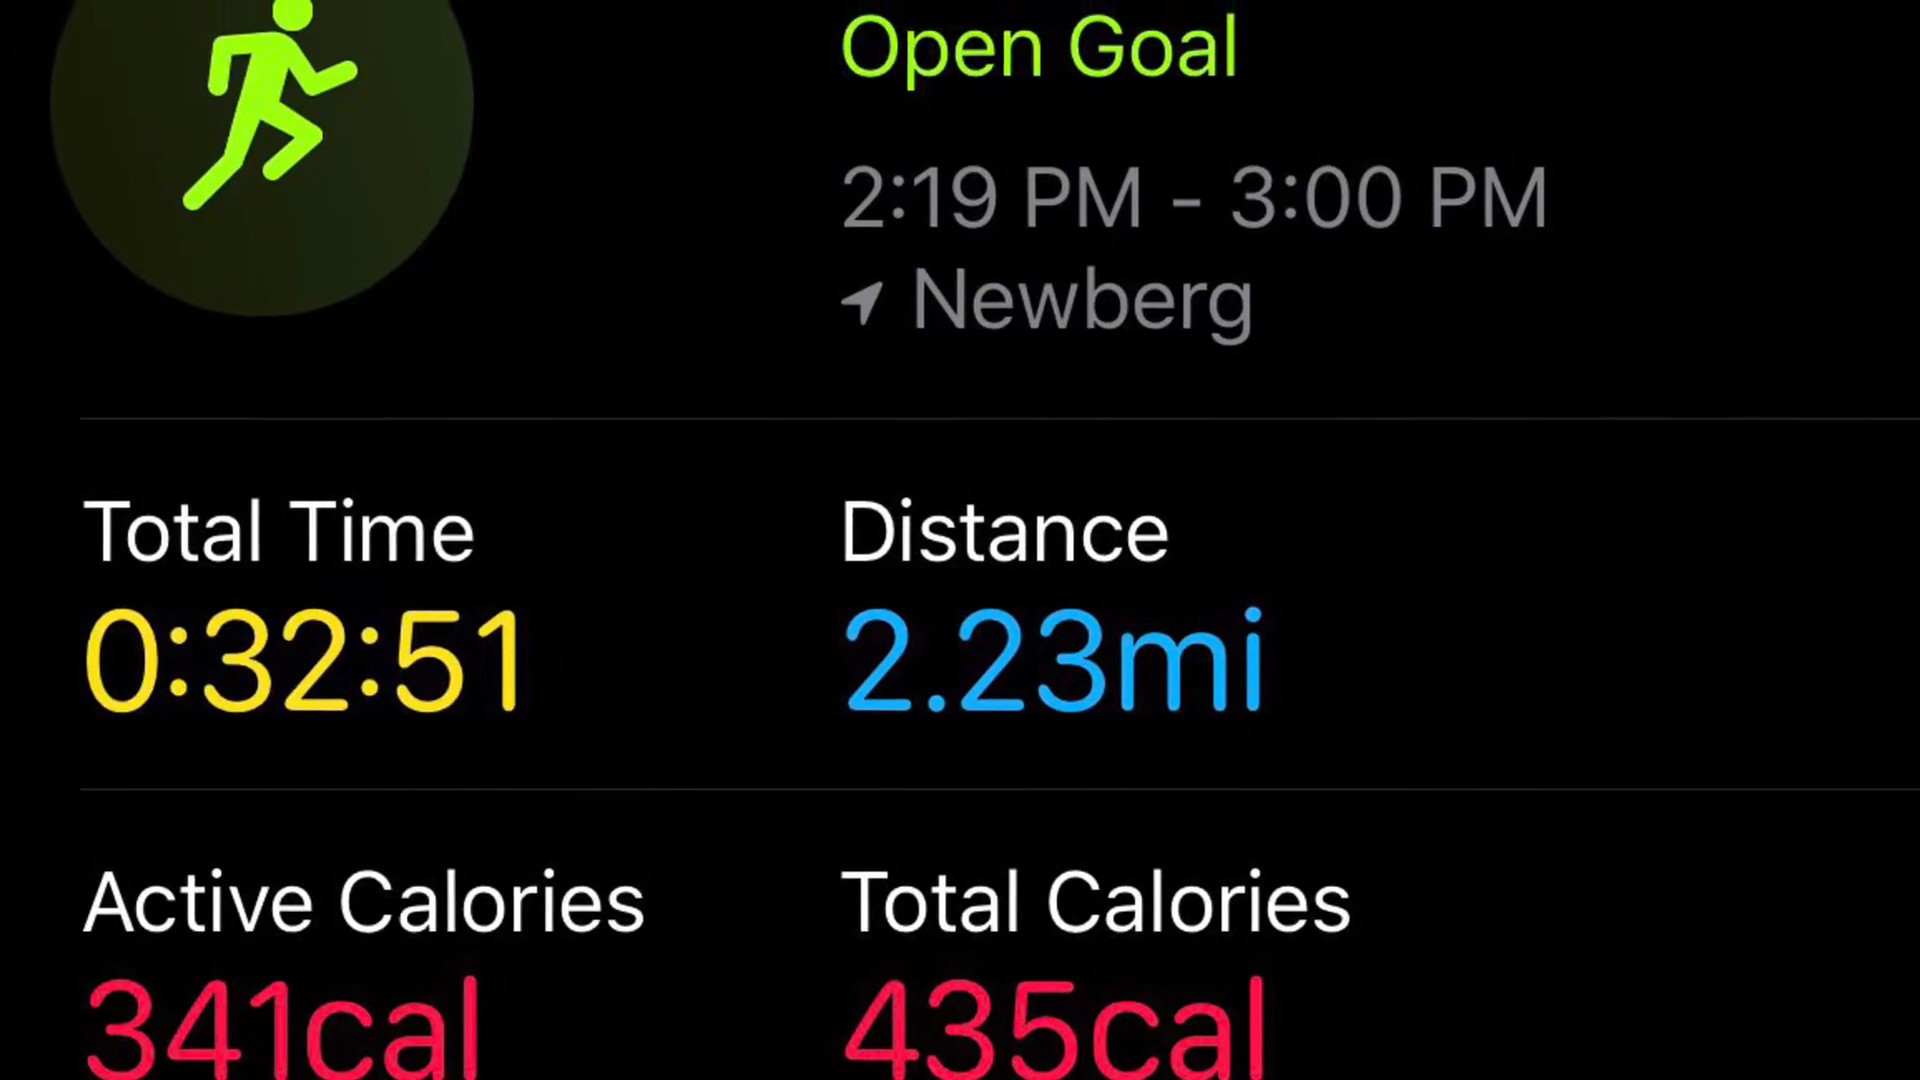 Open Goal
2:19 PM - 3:00 PM
Newberg
Total Time
Distance
0:32:51
2.23mi
Active Calories
Total Calories
341cal
435cal